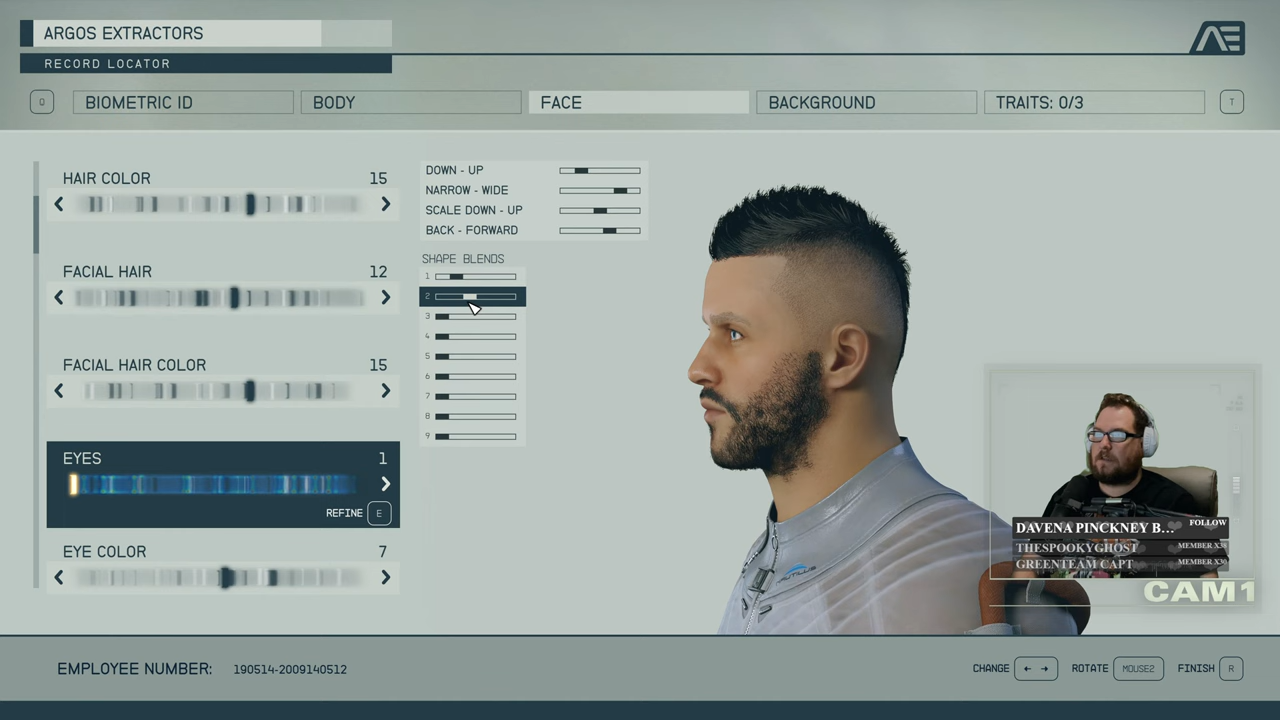 ARGOS EXTRACTORS
RECORD LOCATOR
Q
BIOMETRIC ID
BODY
FACE
BACKGROUND
TRAITS: 0/3
T
HAIR COLOR 15
FACIAL HAIR 12
FACIAL HAIR COLOR 15
EYES 1
REFINE E
EYE COLOR 7
DOWN - UP
NARROW - WIDE
SCALE DOWN - UP
BACK - FORWARD
SHAPE BLENDS
1
2
3
4
5
6
7
8
9
NAUTILUS
DAVENA PINCKNEY B... FOLLOW
THESPOOKYGHOST
GREENTEAM CAPT
CAM1
EMPLOYEE NUMBER: 190514-2009140512
CHANGE
ROTATE MOUSE2
FINISH R